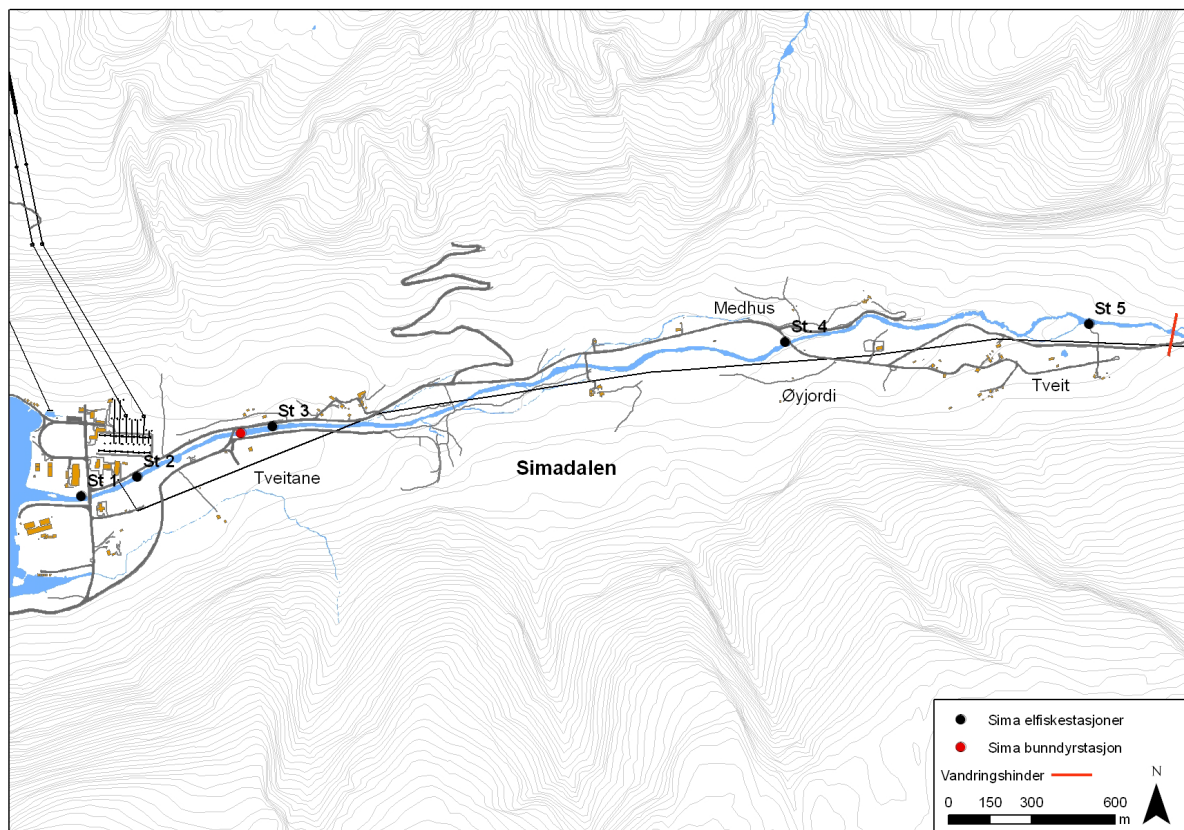 Medhus
St. 4
St 5
Øyjordi
Tveit
St 3
St 2
St 1
Tveitane
Simadalen
Sima elfiskestasjoner
Sima bunndyrstasjon
Vandringshinder
N
0 150 300 600
m